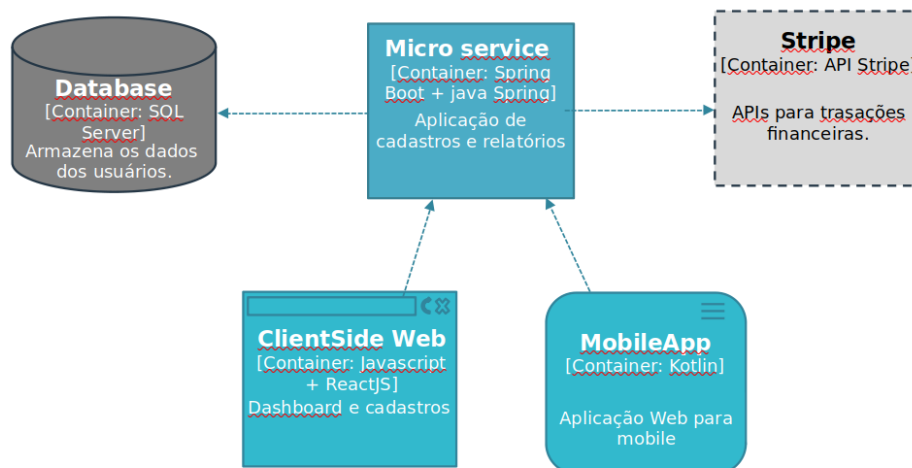 Database
[Container: SQL
Server]
Armazena os dados
dos usuários.
Micro service
[Container: Spring
Boot + java Spring]
Aplicação de
cadastros e relatórios
Stripe
[Container: API Stripe]
APIs para trasações
financeiras.
ClientSide Web
[Container: Javascript
+ ReactJS]
Dashboard e cadastros
MobileApp
[Container: Kotlin]
Aplicação Web para
mobile